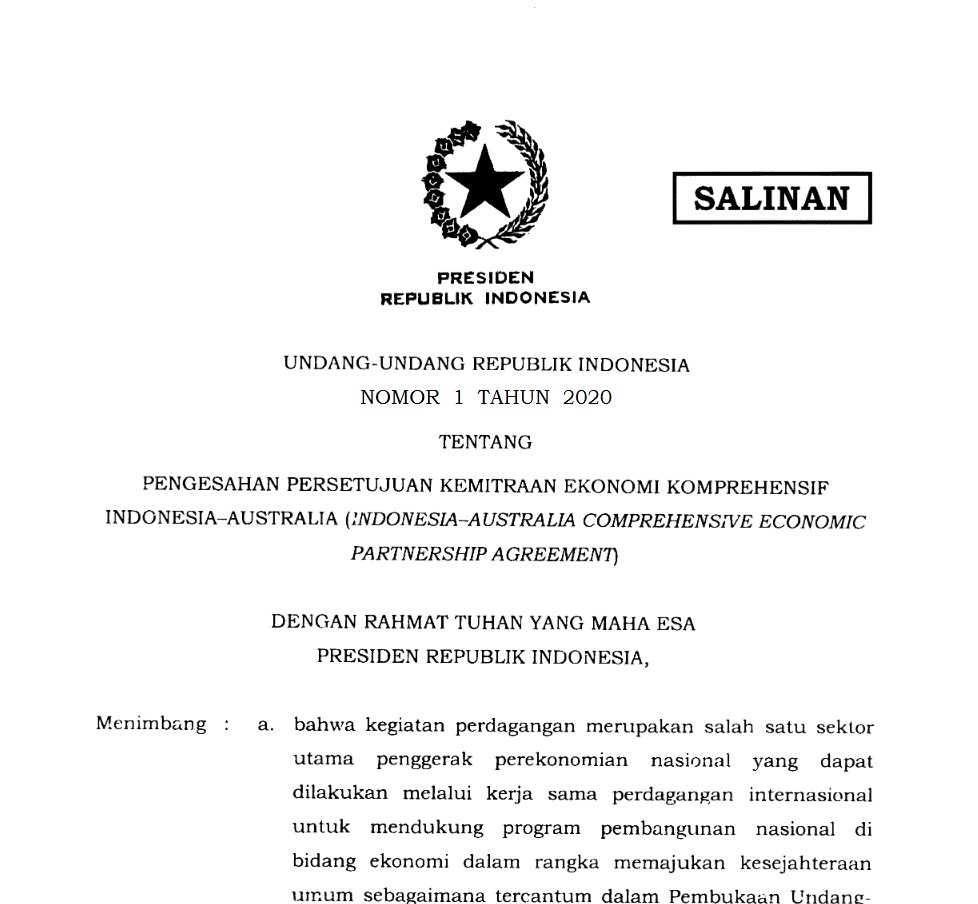 SALINAN
PRESIDEN
REPUBLIK INDONESIA
UNDANG-UNDANG REPUBLIK INDONESIA
NOMOR 1 TAHUN 2020
TENTANG
PENGESAHAN PERSETUJUAN KEMITRAAN EKONOMI KOMPREHENSIF
INDONESIA–AUSTRALIA (INDONESIA–AUSTRALIA COMPREHENSIVE ECONOMIC
PARTNERSHIP AGREEMENT)
DENGAN RAHMAT TUHAN YANG MAHA ESA
PRESIDEN REPUBLIK INDONESIA,
Menimbang : a. bahwa kegiatan perdagangan merupakan salah satu sektor
utama penggerak perekonomian nasional yang dapat
dilakukan melalui kerja sama perdagangan internasional
untuk mendukung program pembangunan nasional di
bidang ekonomi dalam rangka memajukan kesejahteraan
umum sebagaimana tercantum dalam Pembukaan Undang-